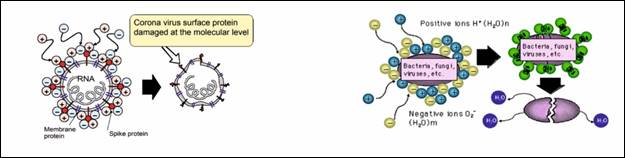 Corona virus surface protein
damaged at the molecular level
RNA
Membrane
protein
Spike protein
Positive Ions H⁺(H₂O)n
Bacteria, fungi,
viruses, etc.
Negative Ions O₂⁻
(H₂O)m
Bacteria, fungi,
viruses, etc.
H₂O
H₂O
H₂O